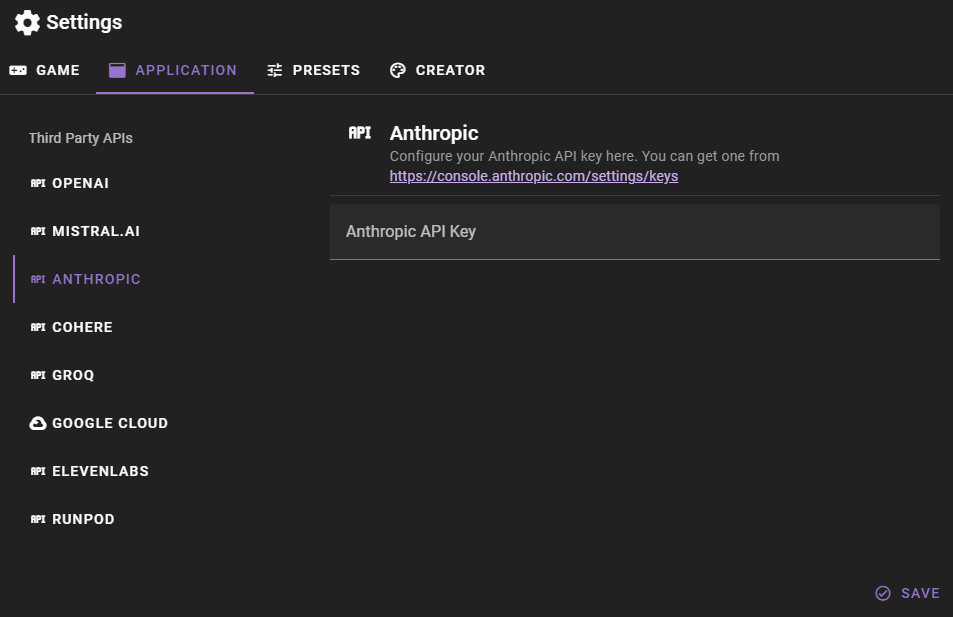 Settings
GAME
APPLICATION
PRESETS
CREATOR
Third Party APIs
API OPENAI
API MISTRAL.AI
API ANTHROPIC
API COHERE
API GROQ
GOOGLE CLOUD
API ELEVENLABS
API RUNPOD
API Anthropic
Configure your Anthropic API key here. You can get one from
https://console.anthropic.com/settings/keys
Anthropic API Key
SAVE